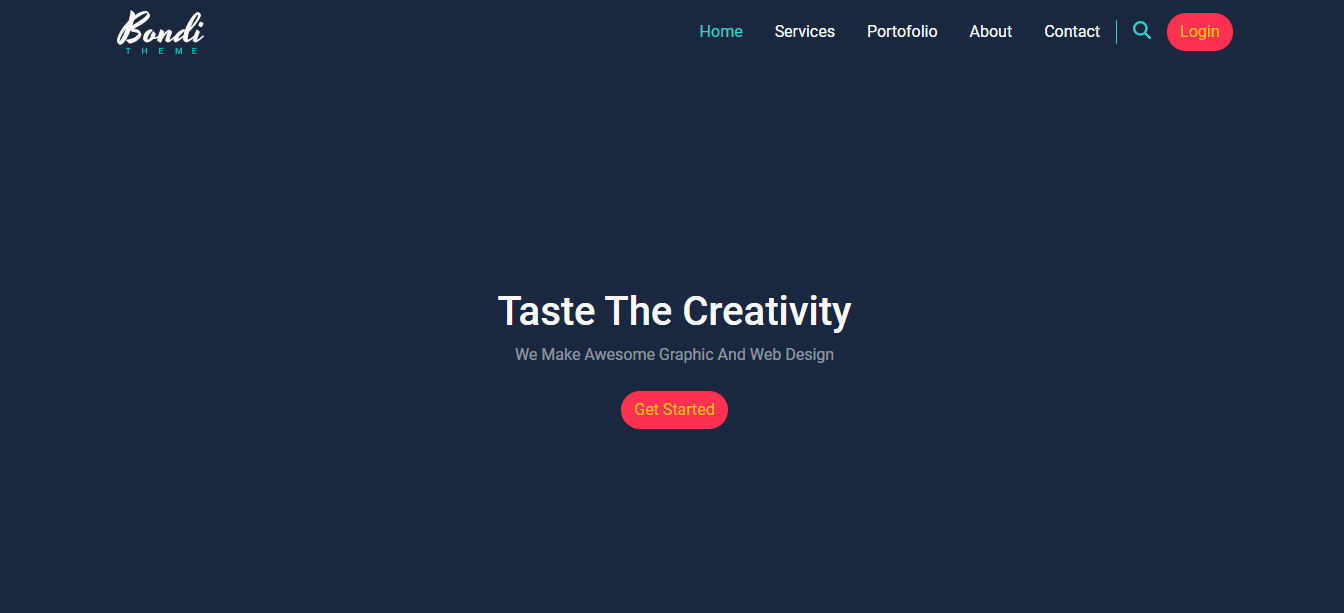 Bondi
THEME
Home Services Portofolio About Contact Login
Taste The Creativity
We Make Awesome Graphic And Web Design
Get Started